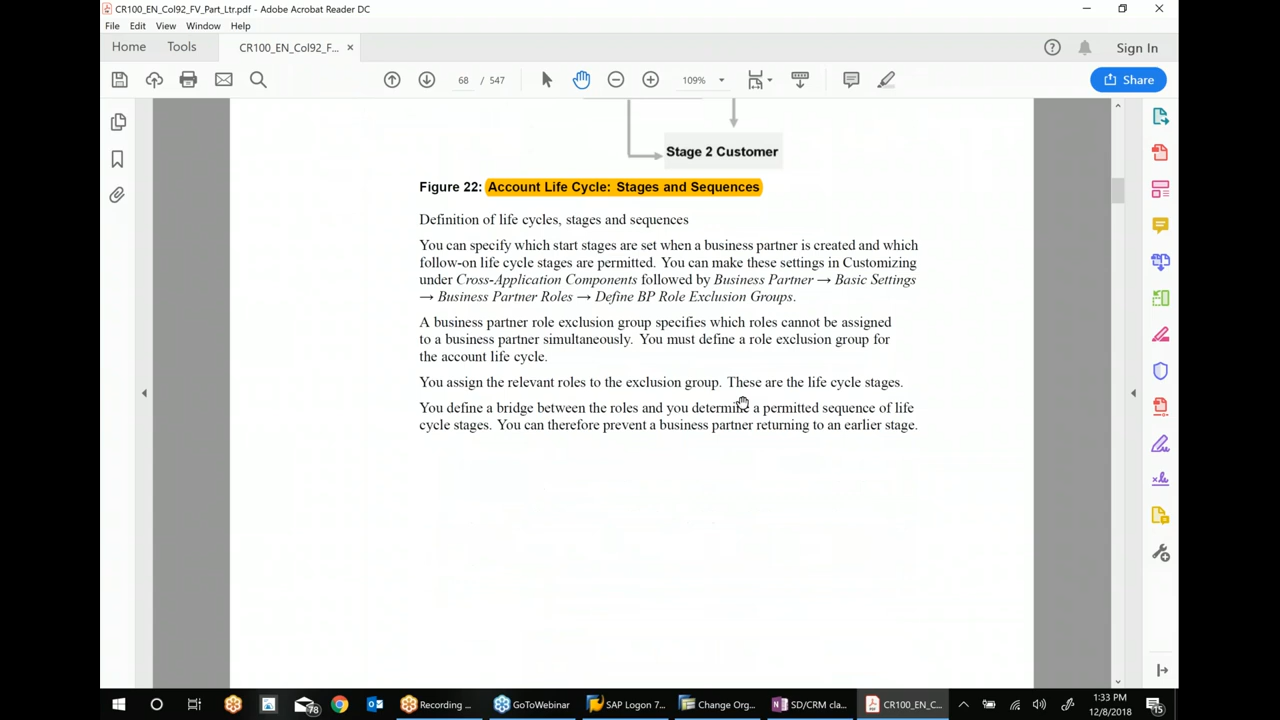 CR100_EN_Col92_FV_Part_Ltr.pdf - Adobe Acrobat Reader DC
File Edit View Window Help
Home Tools CR100_EN_Col92_F... × Sign In
68 / 547 109% Share
Stage 2 Customer
Figure 22: Account Life Cycle: Stages and Sequences
Definition of life cycles, stages and sequences
You can specify which start stages are set when a business partner is created and which
follow-on life cycle stages are permitted. You can make these settings in Customizing
under Cross-Application Components followed by Business Partner → Basic Settings
→ Business Partner Roles → Define BP Role Exclusion Groups.
A business partner role exclusion group specifies which roles cannot be assigned
to a business partner simultaneously. You must define a role exclusion group for
the account life cycle.
You assign the relevant roles to the exclusion group. These are the life cycle stages.
You define a bridge between the roles and you determine a permitted sequence of life
cycle stages. You can therefore prevent a business partner returning to an earlier stage.
78 Recording ... GoToWebinar SAP Logon 7... Change Org... SD/CRM cla... CR100_EN_C... 1:33 PM
12/8/2018 15